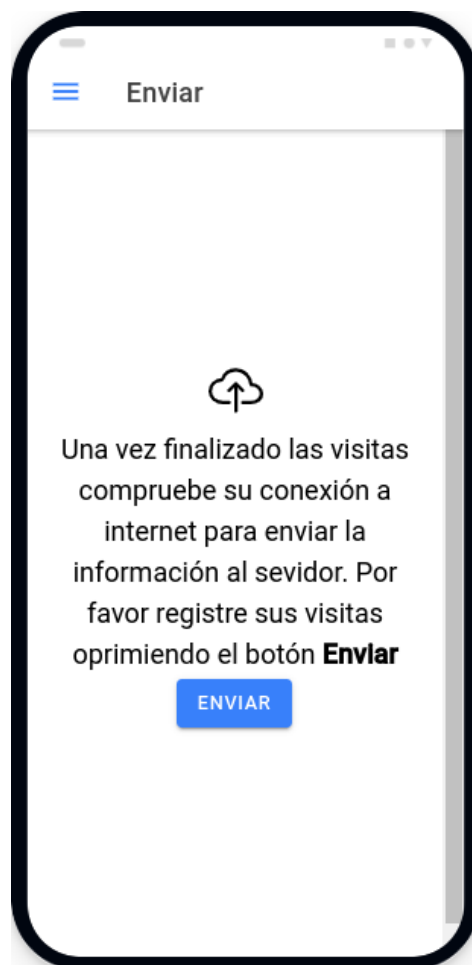 Enviar
Una vez finalizado las visitas
compruebe su conexión a
internet para enviar la
información al sevidor. Por
favor registre sus visitas
oprimiendo el botón Enviar
ENVIAR